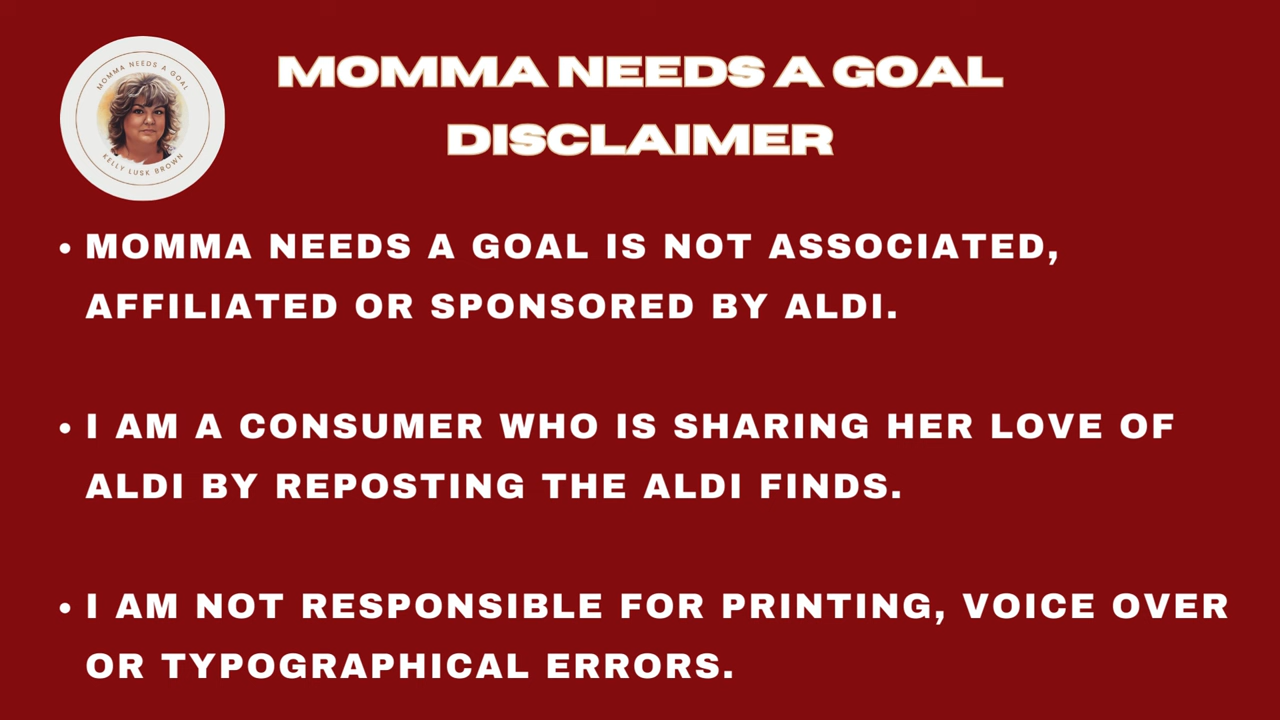 MOMMA NEEDS A GOAL
KELLY LUSK BROWN
MOMMA NEEDS A GOAL
DISCLAIMER
• MOMMA NEEDS A GOAL IS NOT ASSOCIATED,
AFFILIATED OR SPONSORED BY ALDI.
• I AM A CONSUMER WHO IS SHARING HER LOVE OF
ALDI BY REPOSTING THE ALDI FINDS.
• I AM NOT RESPONSIBLE FOR PRINTING, VOICE OVER
OR TYPOGRAPHICAL ERRORS.